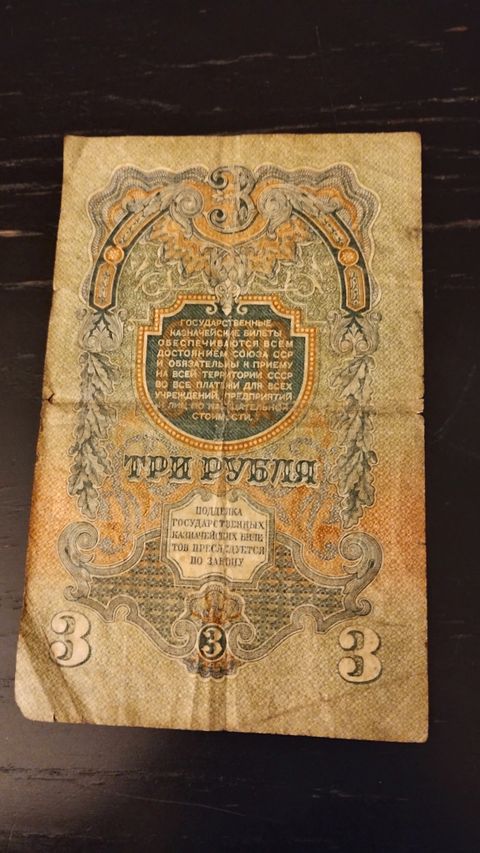 3
ГОСУДАРСТВЕННЫЕ
КАЗНАЧЕЙСКИЕ БИЛЕТЫ
ОБЕСПЕЧИВАЮТСЯ ВСЕМ
ДОСТОЯНИЕМ СОЮЗА ССР
И ОБЯЗАТЕЛЬНЫ К ПРИЕМУ
НА ВСЕЙ ТЕРРИТОРИИ СССР
ВО ВСЕ ПЛАТЕЖИ ДЛЯ ВСЕХ
УЧРЕЖДЕНИЙ, ПРЕДПРИЯТИЙ
И ЛИЦ ПО НАРИЦАТЕЛЬНОЙ
СТОИМОСТИ.
ТРИ РУБЛЯ
ПОДДЕЛКА
ГОСУДАРСТВЕННЫХ
КАЗНАЧЕЙСКИХ БИЛЕ
ТОВ ПРЕСЛЕДУЕТСЯ
ПО ЗАКОНУ
3 3 3